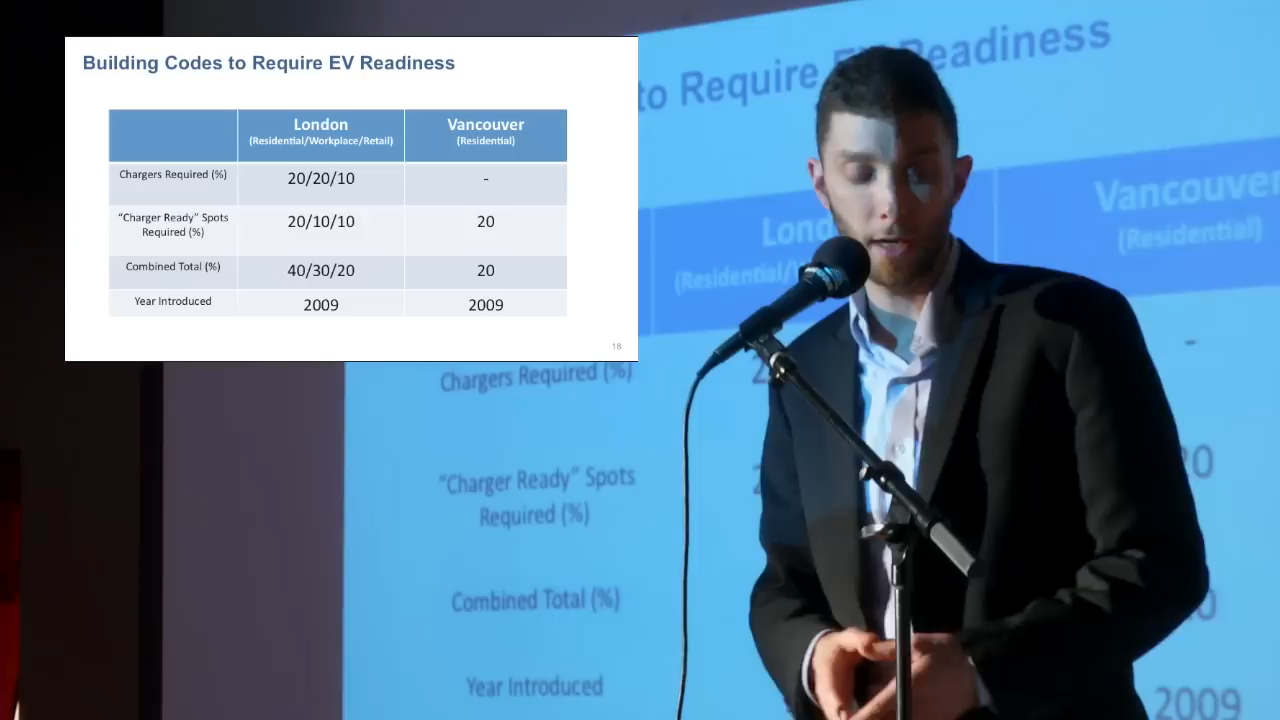 Building Codes to Require EV Readiness
London Vancouver
(Residential/Workplace/Retail) (Residential)
Chargers Required (%) 20/20/10 -
“Charger Ready” Spots
Required (%) 20/10/10 20
Combined Total (%) 40/30/20 20
Year Introduced 2009 2009
18
to Require EV Readiness
Vancouver
(Residential)
(Residential/
-
Chargers Required (%)
“Charger Ready” Spots
Required (%)
Combined Total (%)
Year Introduced
2009